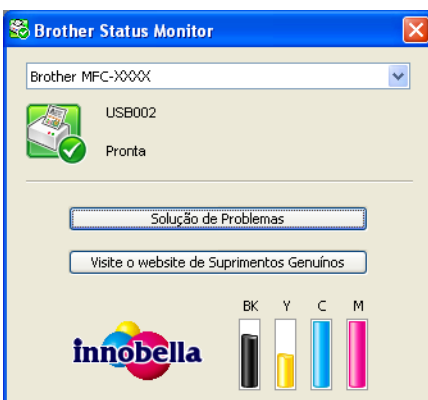 Brother Status Monitor
Brother MFC-XXXX
USB002
Pronta
Solução de Problemas
Visite o website de Suprimentos Genuínos
BK Y C M
innobella